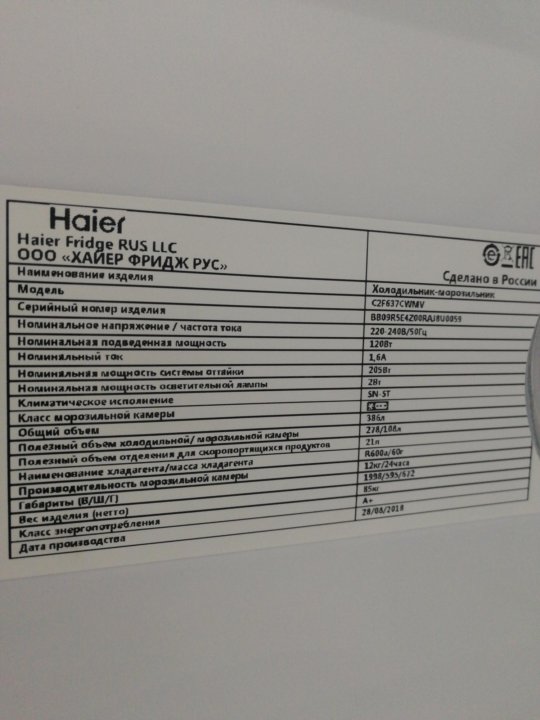 Haier
Haier Fridge RUS LLC
ООО «ХАЙЕР ФРИДЖ РУС»
ЕАС
Сделано в России
Наименование изделия Холодильник-морозильник
Модель C2F637CWMV
Серийный номер изделия BB09R5E4Z00RAJ8U0059
Номинальное напряжение / частота тока 220-240В/50Гц
Номинальная подведенная мощность 120Вт
Номинальный ток 1,6А
Номинальная мощность системы оттайки 205Вт
Номинальная мощность осветительной лампы 2Вт
Климатическое исполнение SN-ST
Класс морозильной камеры
Общий объем 386л
Полезный объем холодильной/ морозильной камеры 278/108л
Полезный объем отделения для скоропортящихся продуктов 21л
Наименование хладагента/масса хладагента R600a/60г
Производительность морозильной камеры 12кг/24часа
Габариты (В/Ш/Г) 1998/595/672
Вес изделия (нетто) 85кг
Класс энергопотребления А+
Дата производства 28/08/2018